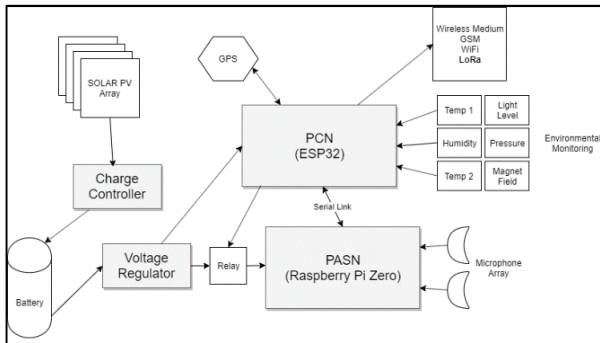 SOLAR PV
Array
GPS
Wireless Medium
GSM
WiFi
LoRa
PCN
(ESP32)
Temp 1
Light
Level
Humidity
Pressure
Temp 2
Magnet
Field
Environmental
Monitoring
Charge
Controller
Serial Link
Battery
Voltage
Regulator
Relay
PASN
(Raspberry Pi Zero)
Microphone
Array